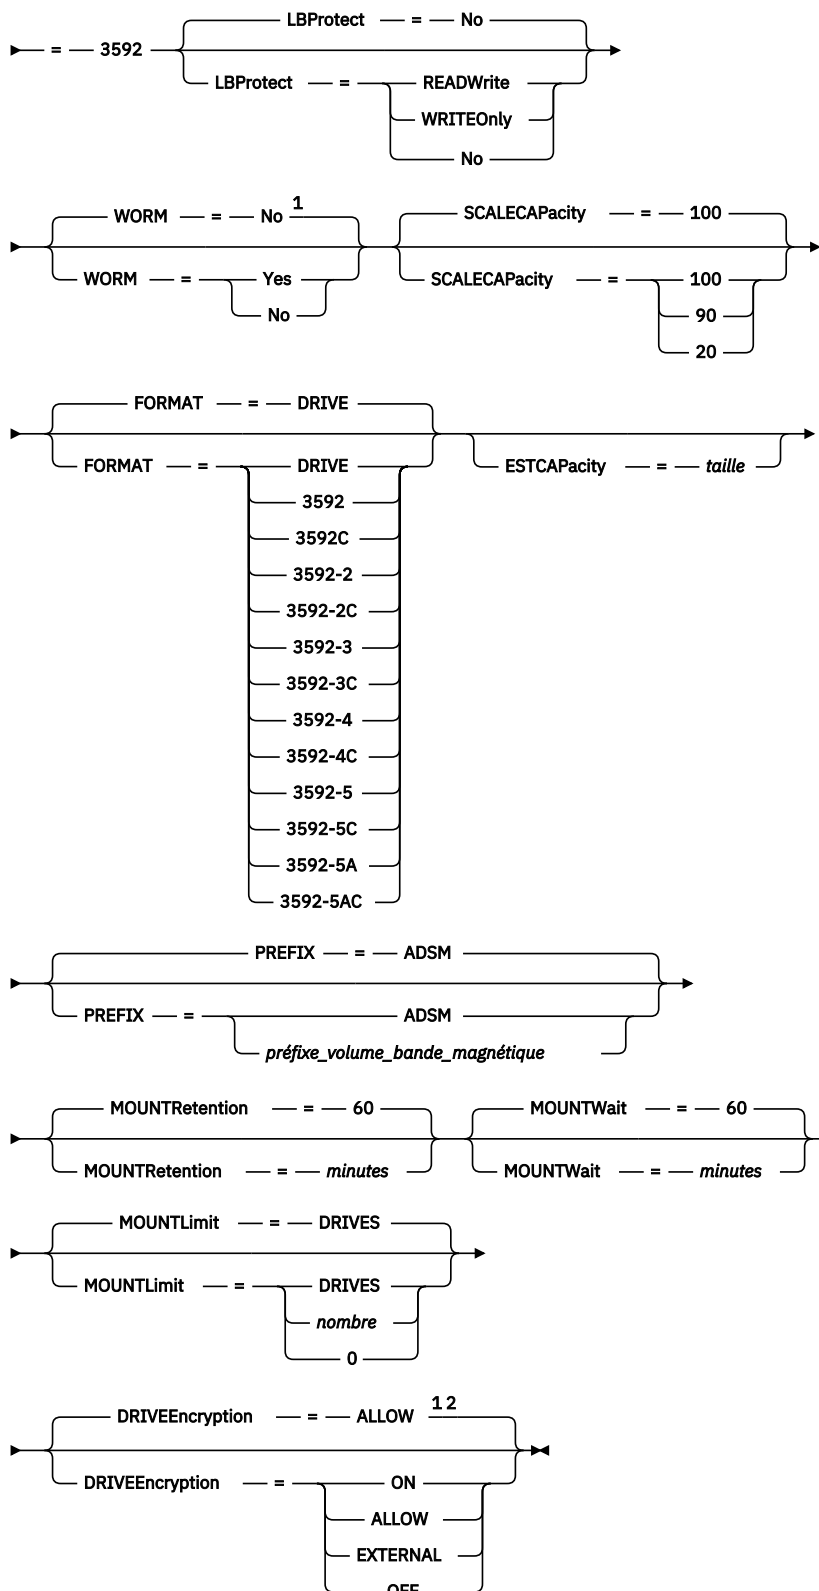 LBProtect = No
= 3592
LBProtect = READWrite
WRITEOnly
No
WORM = No 1 SCALECAPacity = 100
WORM = Yes SCALECAPacity = 100
No 90
20
FORMAT = DRIVE
FORMAT = DRIVE ESTCAPacity = taille
3592
3592C
3592-2
3592-2C
3592-3
3592-3C
3592-4
3592-4C
3592-5
3592-5C
3592-5A
3592-5AC
PREFIX = ADSM
PREFIX = ADSM
préfixe_volume_bande_magnétique
MOUNTRetention = 60 MOUNTWait = 60
MOUNTRetention = minutes MOUNTWait = minutes
MOUNTLimit = DRIVES
MOUNTLimit = DRIVES
nombre
0
DRIVEEncryption = ALLOW 1 2
DRIVEEncryption = ON
ALLOW
EXTERNAL
OFF